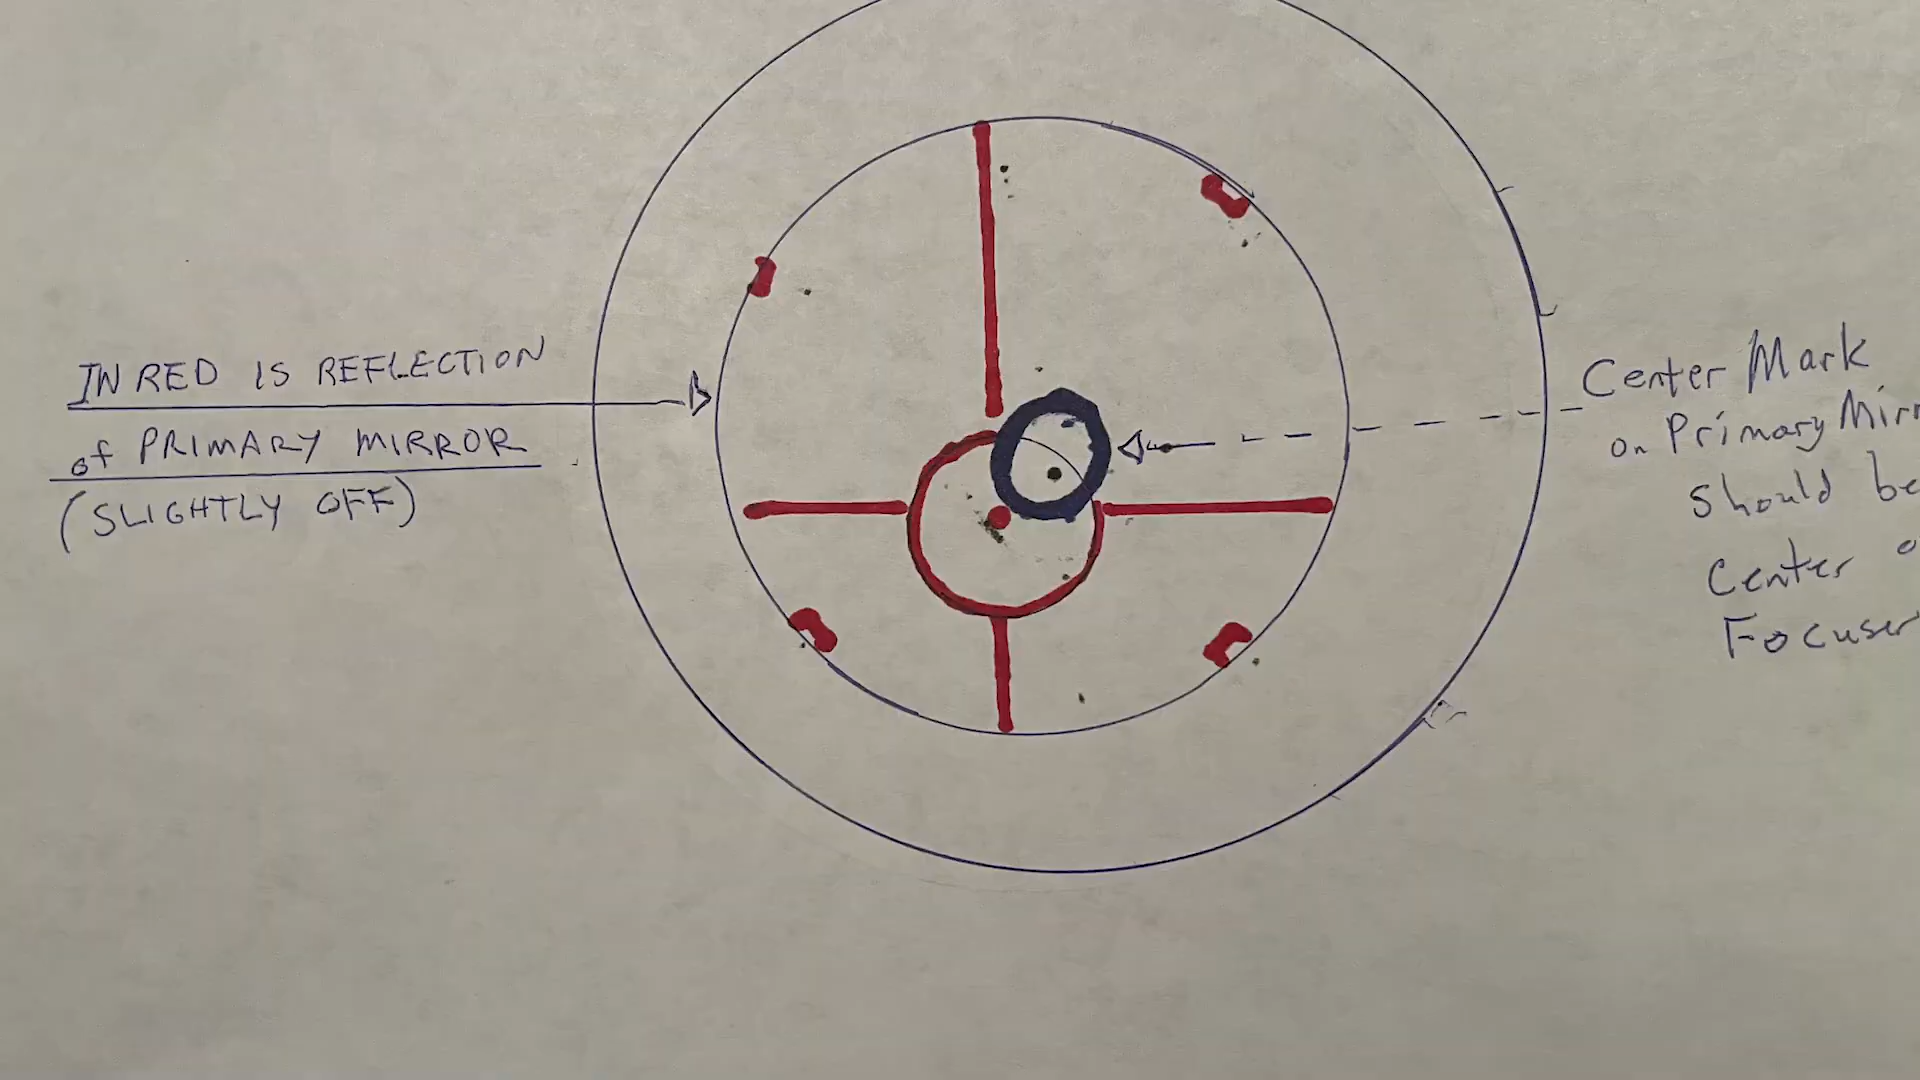 IN RED IS REFLECTION
of PRIMARY MIRROR
(SLIGHTLY OFF)
Center Mark
on Primary
should be
Center
Focuser